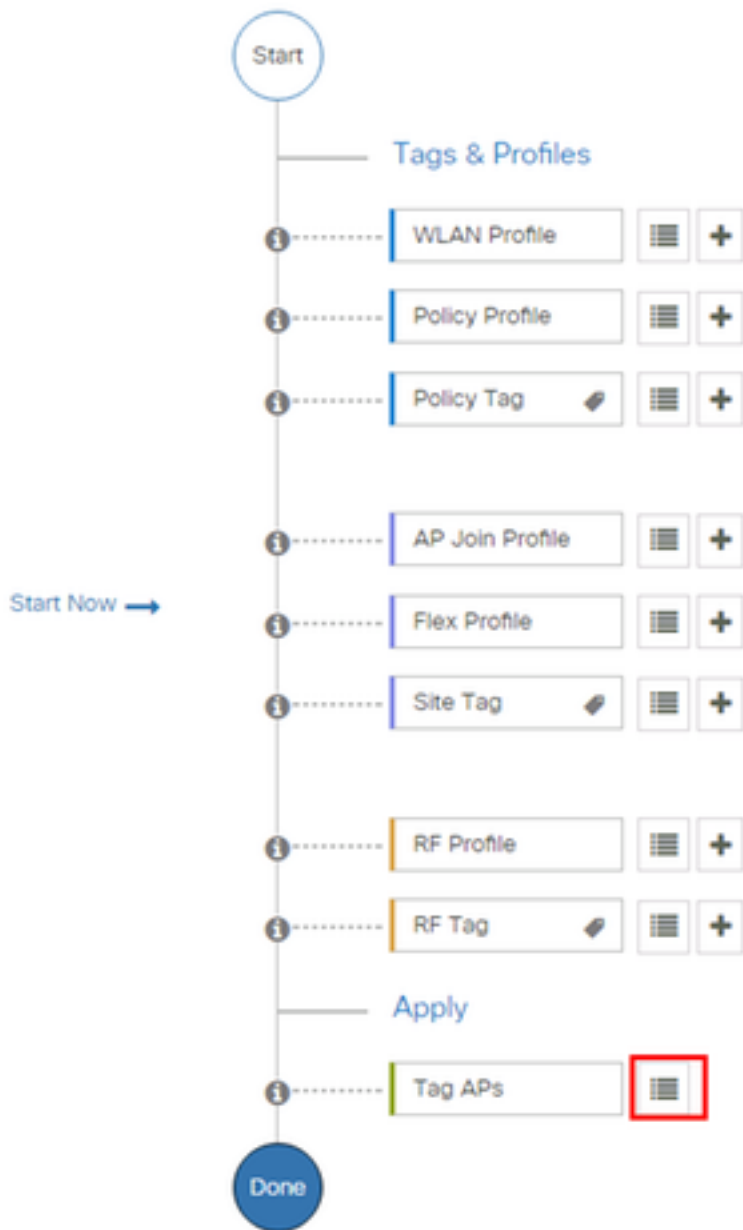 Start
Tags & Profiles
WLAN Profile
Policy Profile
Policy Tag
AP Join Profile
Start Now
Flex Profile
Site Tag
RF Profile
RF Tag
Apply
Tag APs
Done